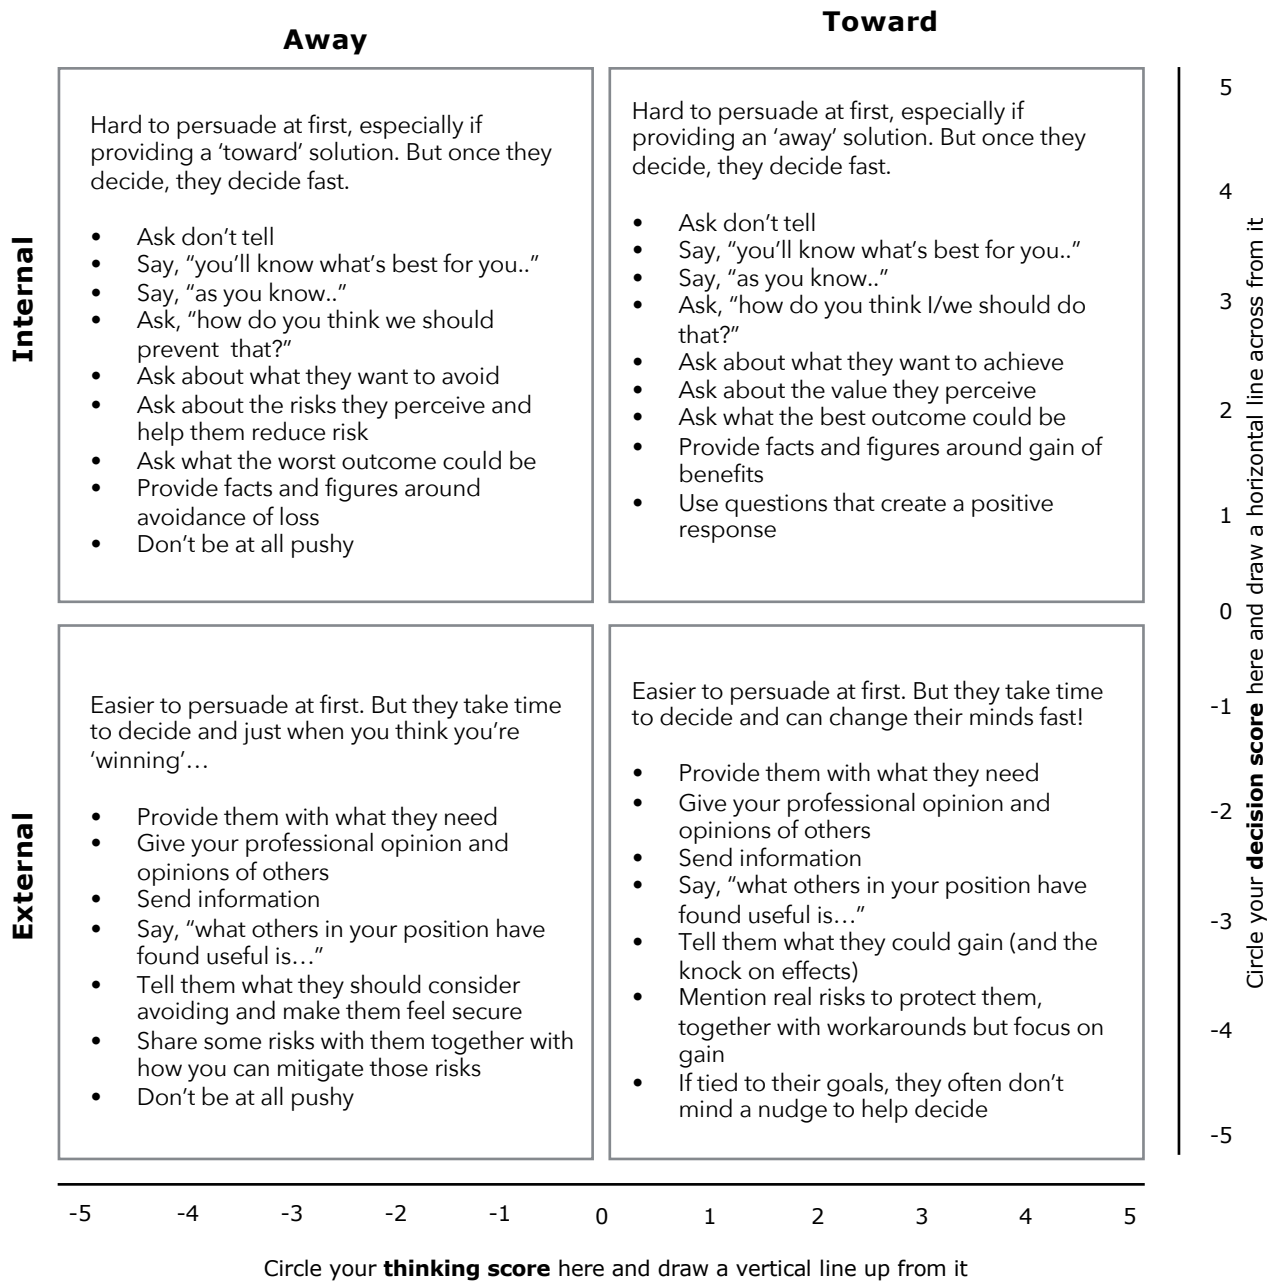 Away
Toward
Internal
Hard to persuade at first, especially if
providing a ‘toward’ solution. But once they
decide, they decide fast.
• Ask don’t tell
• Say, “you’ll know what’s best for you..”
• Say, “as you know..”
• Ask, “how do you think we should
prevent that?”
• Ask about what they want to avoid
• Ask about the risks they perceive and
help them reduce risk
• Ask what the worst outcome could be
• Provide facts and figures around
avoidance of loss
• Don’t be at all pushy
Hard to persuade at first, especially if
providing an ‘away’ solution. But once they
decide, they decide fast.
• Ask don’t tell
• Say, “you’ll know what’s best for you..”
• Say, “as you know..”
• Ask, “how do you think I/we should do
that?”
• Ask about what they want to achieve
• Ask about the value they perceive
• Ask what the best outcome could be
• Provide facts and figures around gain of
benefits
• Use questions that create a positive
response
External
Easier to persuade at first. But they take time
to decide and just when you think you’re
‘winning’…
• Provide them with what they need
• Give your professional opinion and
opinions of others
• Send information
• Say, “what others in your position have
found useful is…”
• Tell them what they should consider
avoiding and make them feel secure
• Share some risks with them together with
how you can mitigate those risks
• Don’t be at all pushy
Easier to persuade at first. But they take time
to decide and can change their minds fast!
• Provide them with what they need
• Give your professional opinion and
opinions of others
• Send information
• Say, “what others in your position have
found useful is…”
• Tell them what they could gain (and the
knock on effects)
• Mention real risks to protect them,
together with workarounds but focus on
gain
• If tied to their goals, they often don’t
mind a nudge to help decide
5
4
3
2
1
0
-1
-2
-3
-4
-5
Circle your decision score here and draw a horizontal line across from it
-5 -4 -3 -2 -1 0 1 2 3 4 5
Circle your thinking score here and draw a vertical line up from it